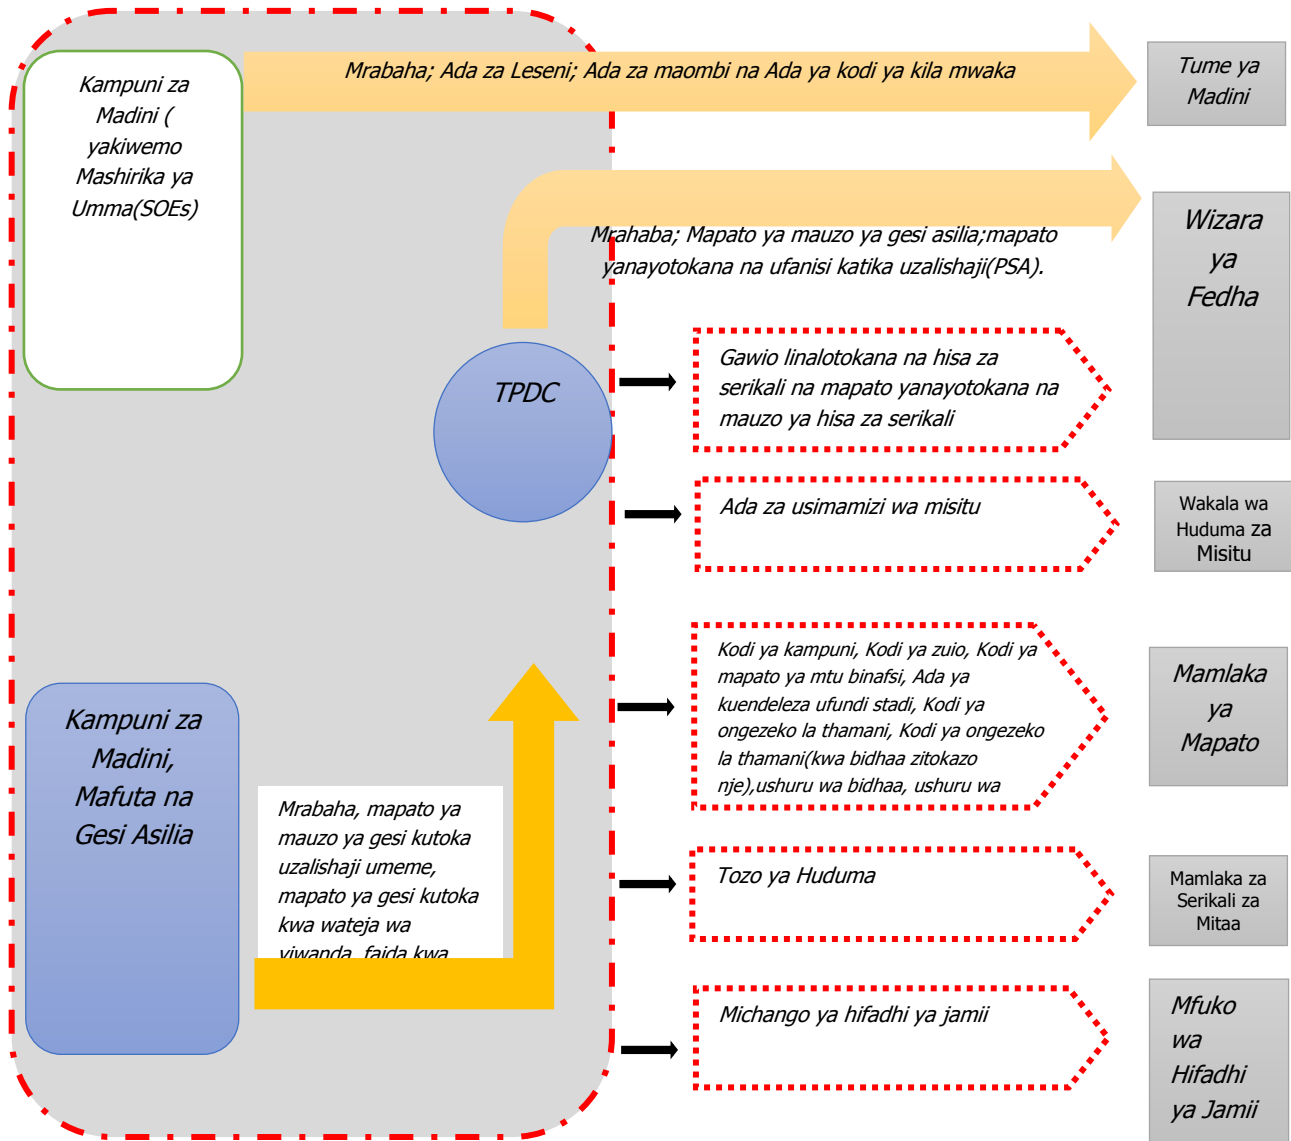 Kampuni za
Madini (
yakiwemo
Mashirika ya
Umma(SOEs)
Mrabaha; Ada za Leseni; Ada za maombi na Ada ya kodi ya kila mwaka
Tume ya
Madini
Mrahaba; Mapato ya mauzo ya gesi asilia;mapato
yanayotokana na ufanisi katika uzalishaji(PSA).
Wizara
ya
Fedha
TPDC
Gawio linalotokana na hisa za
serikali na mapato yanayotokana na
mauzo ya hisa za serikali
Ada za usimamizi wa misitu
Wakala wa
Huduma za
Misitu
Kodi ya kampuni, Kodi ya zuio, Kodi ya
mapato ya mtu binafsi, Ada ya
kuendeleza ufundi stadi, Kodi ya
ongezeko la thamani, Kodi ya ongezeko
la thamani(kwa bidhaa zitokazo
nje),ushuru wa bidhaa, ushuru wa
Mamlaka
ya
Mapato
Kampuni za
Madini,
Mafuta na
Gesi Asilia
Mrabaha, mapato ya
mauzo ya gesi kutoka
uzalishaji umeme,
mapato ya gesi kutoka
kwa wateja wa
viwanda, faida kwa
Tozo ya Huduma
Mamlaka za
Serikali za
Mitaa
Michango ya hifadhi ya jamii
Mfuko
wa
Hifadhi
ya Jamii